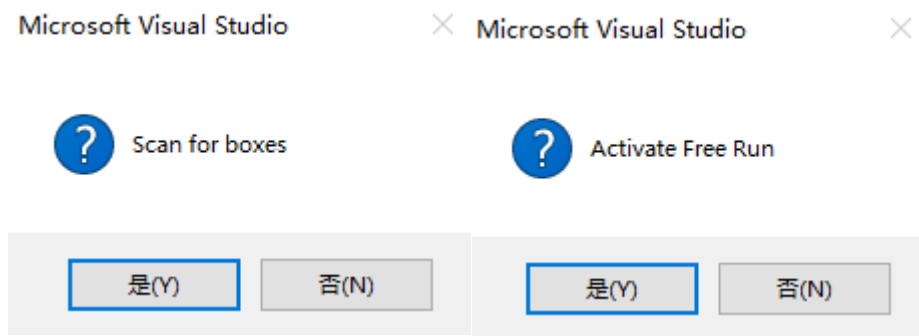 Microsoft Visual Studio
Scan for boxes
是(Y)
否(N)
Microsoft Visual Studio
Activate Free Run
是(Y)
否(N)